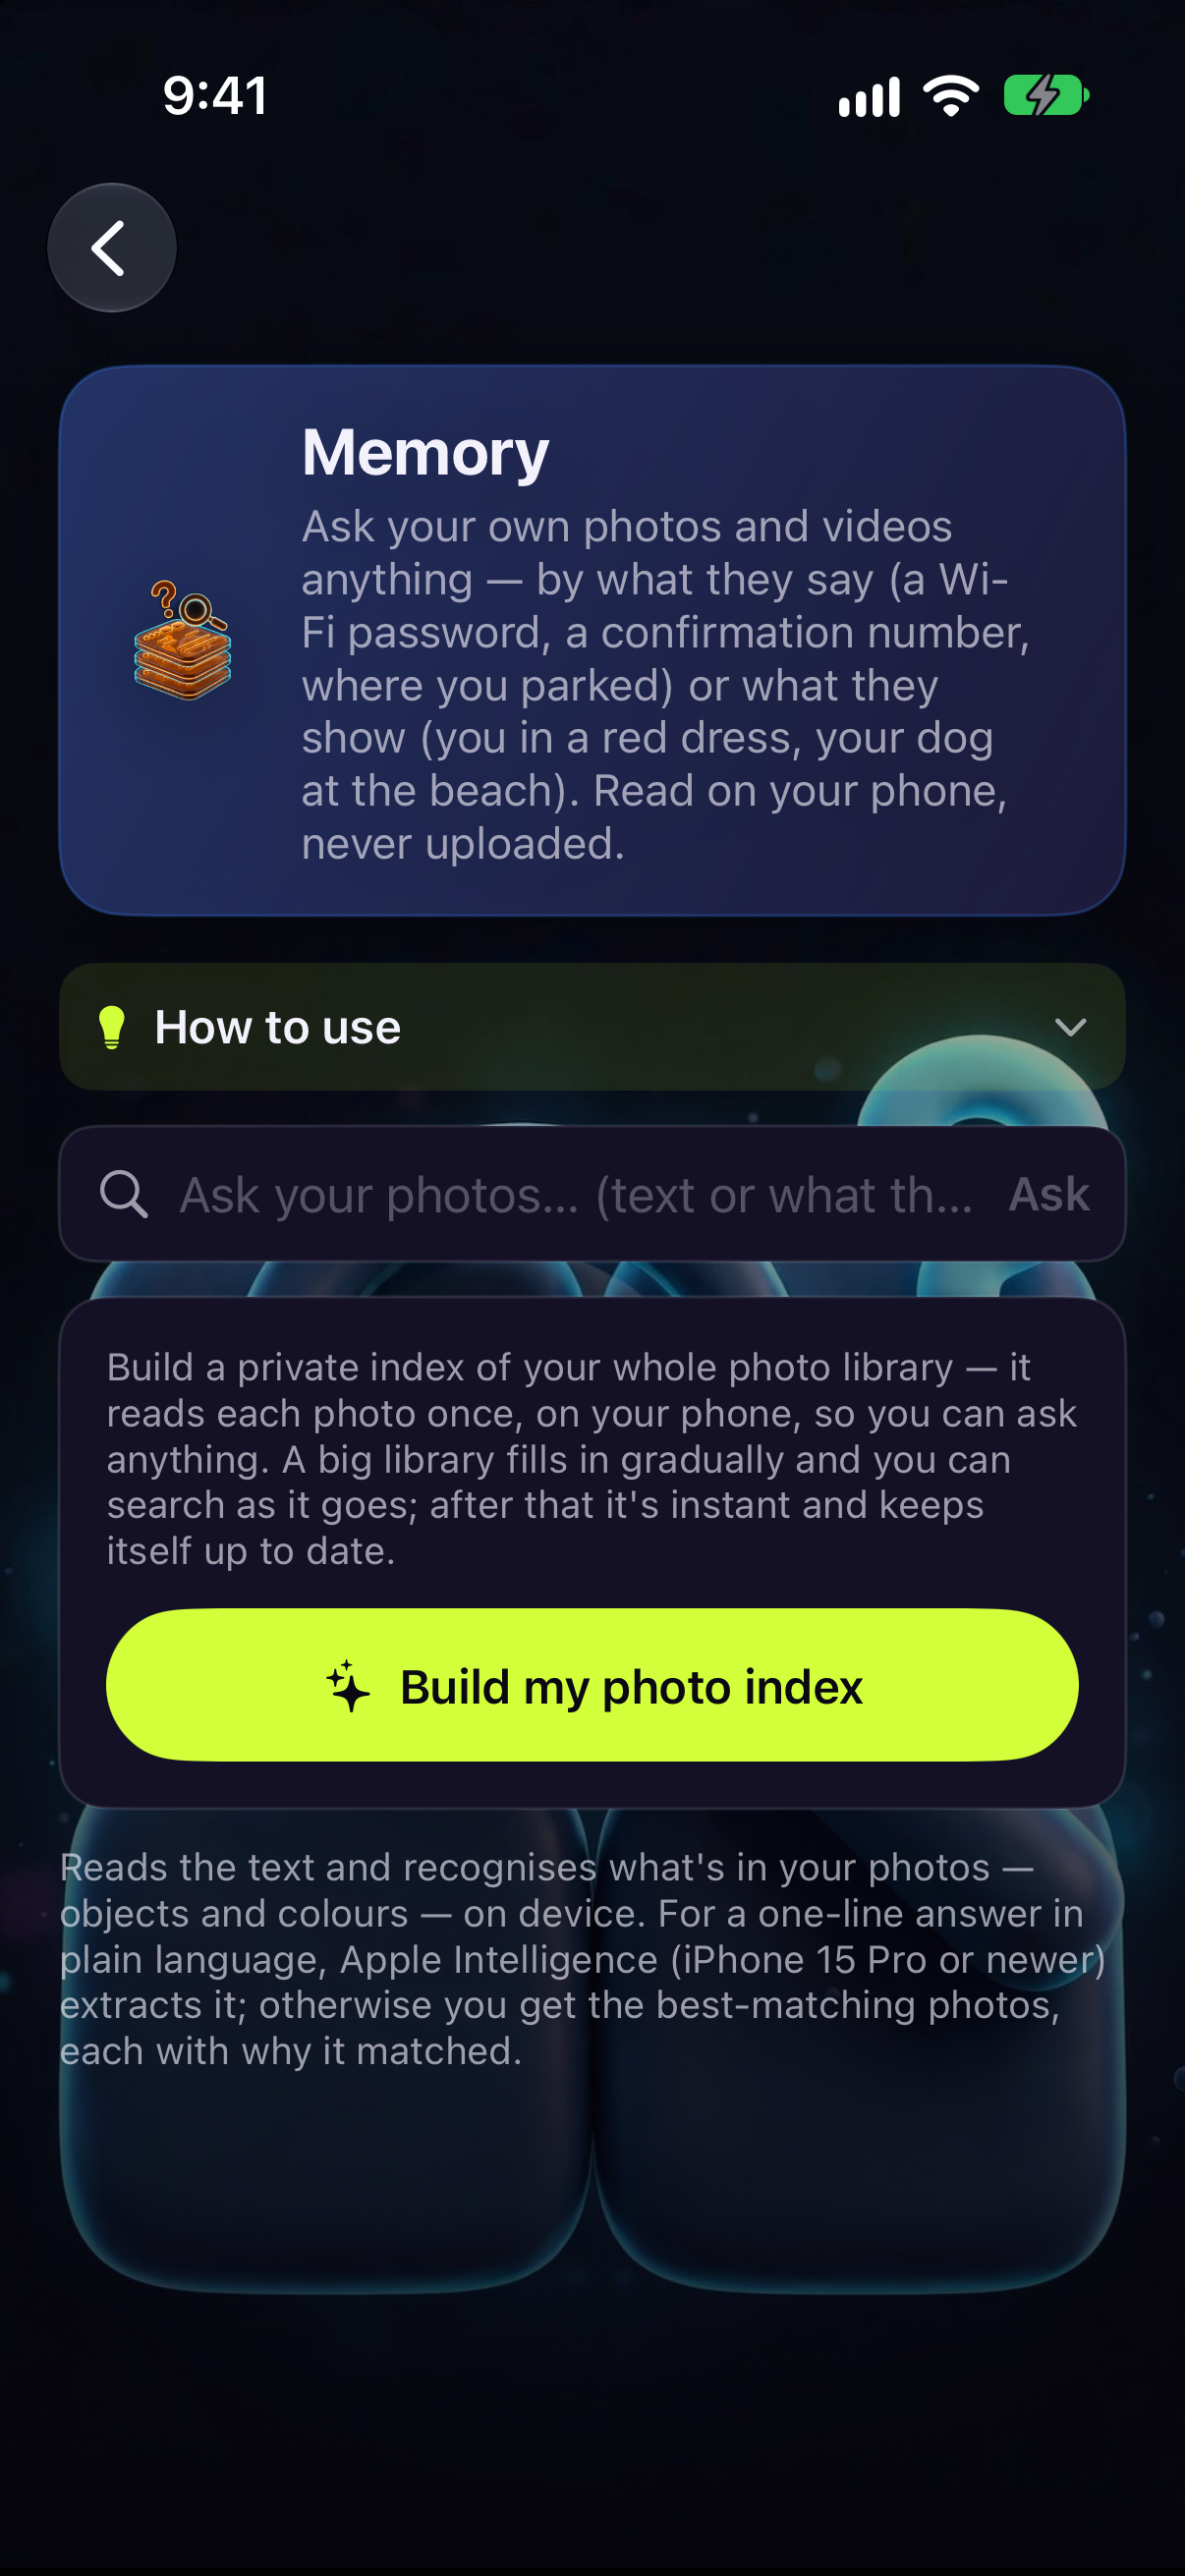 9:41
Memory
Ask your own photos and videos
anything — by what they say (a Wi-
Fi password, a confirmation number,
where you parked) or what they
show (you in a red dress, your dog
at the beach). Read on your phone,
never uploaded.
How to use
Ask your photos... (text or what th... Ask
Build a private index of your whole photo library — it
reads each photo once, on your phone, so you can ask
anything. A big library fills in gradually and you can
search as it goes; after that it's instant and keeps
itself up to date.
Build my photo index
Reads the text and recognises what's in your photos —
objects and colours — on device. For a one-line answer in
plain language, Apple Intelligence (iPhone 15 Pro or newer)
extracts it; otherwise you get the best-matching photos,
each with why it matched.